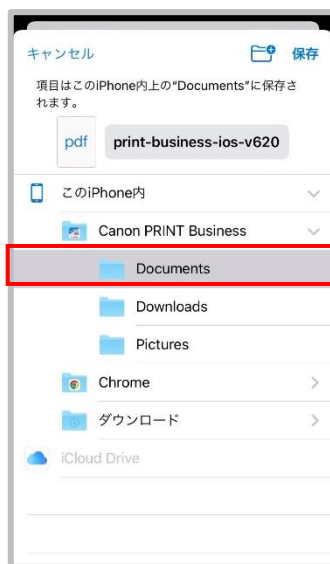 キャンセル 保存
項目はこのiPhone内上の“Documents”に保存さ
れます。
pdf print-business-ios-v620
このiPhone内
Canon PRINT Business
Documents
Downloads
Pictures
Chrome
ダウンロード
iCloud Drive